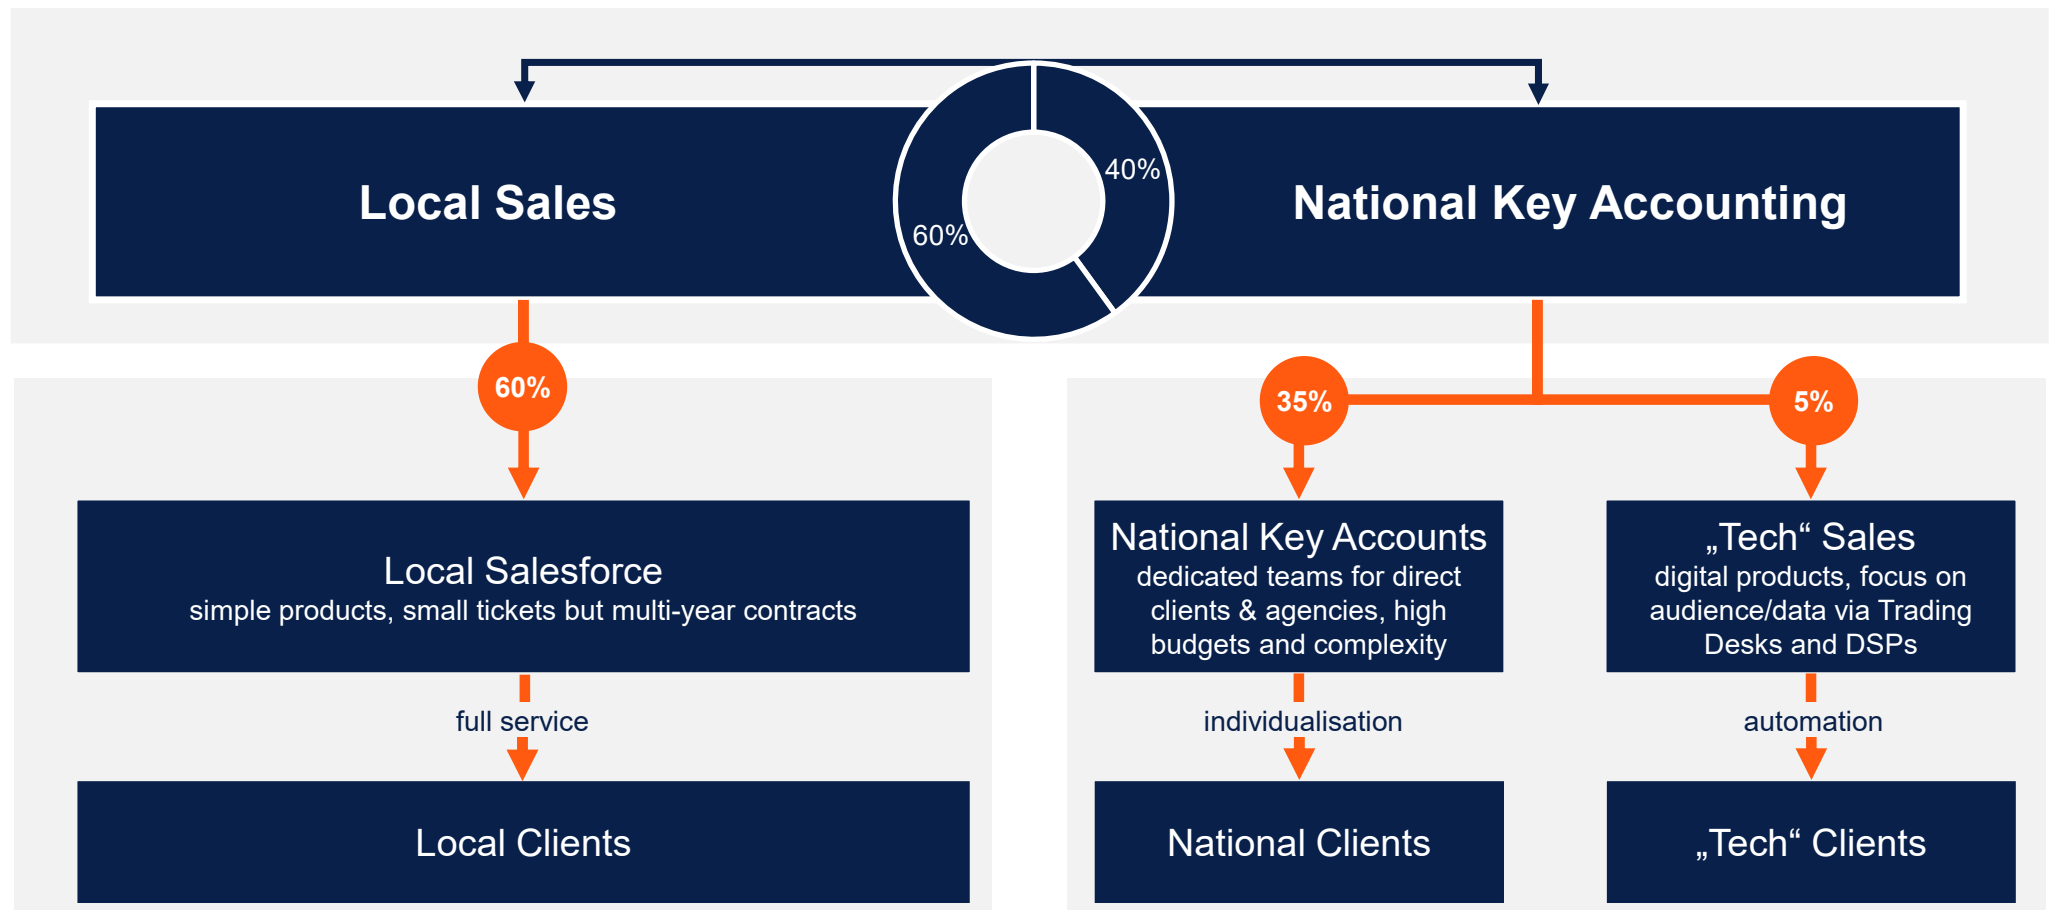 Local Sales
60%
40%
National Key Accounting
60%
35%
5%
Local Salesforce
simple products, small tickets but multi-year contracts
National Key Accounts
dedicated teams for direct
clients & agencies, high
budgets and complexity
„Tech“ Sales
digital products, focus on
audience/data via Trading
Desks and DSPs
full service
individualisation
automation
Local Clients
National Clients
„Tech“ Clients